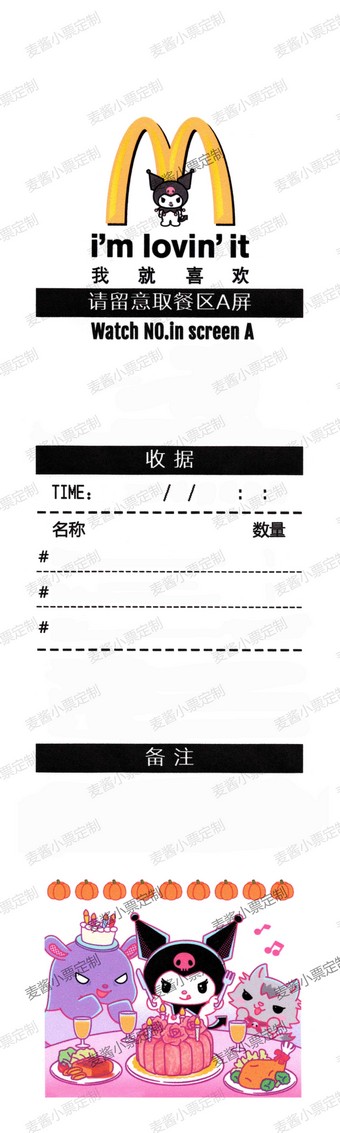 i'm lovin' it
我就喜欢
请留意取餐区A屏
Watch NO.in screen A
收据
TIME: / / : :
名称 数量
#
#
#
备注
麦酱小票定制